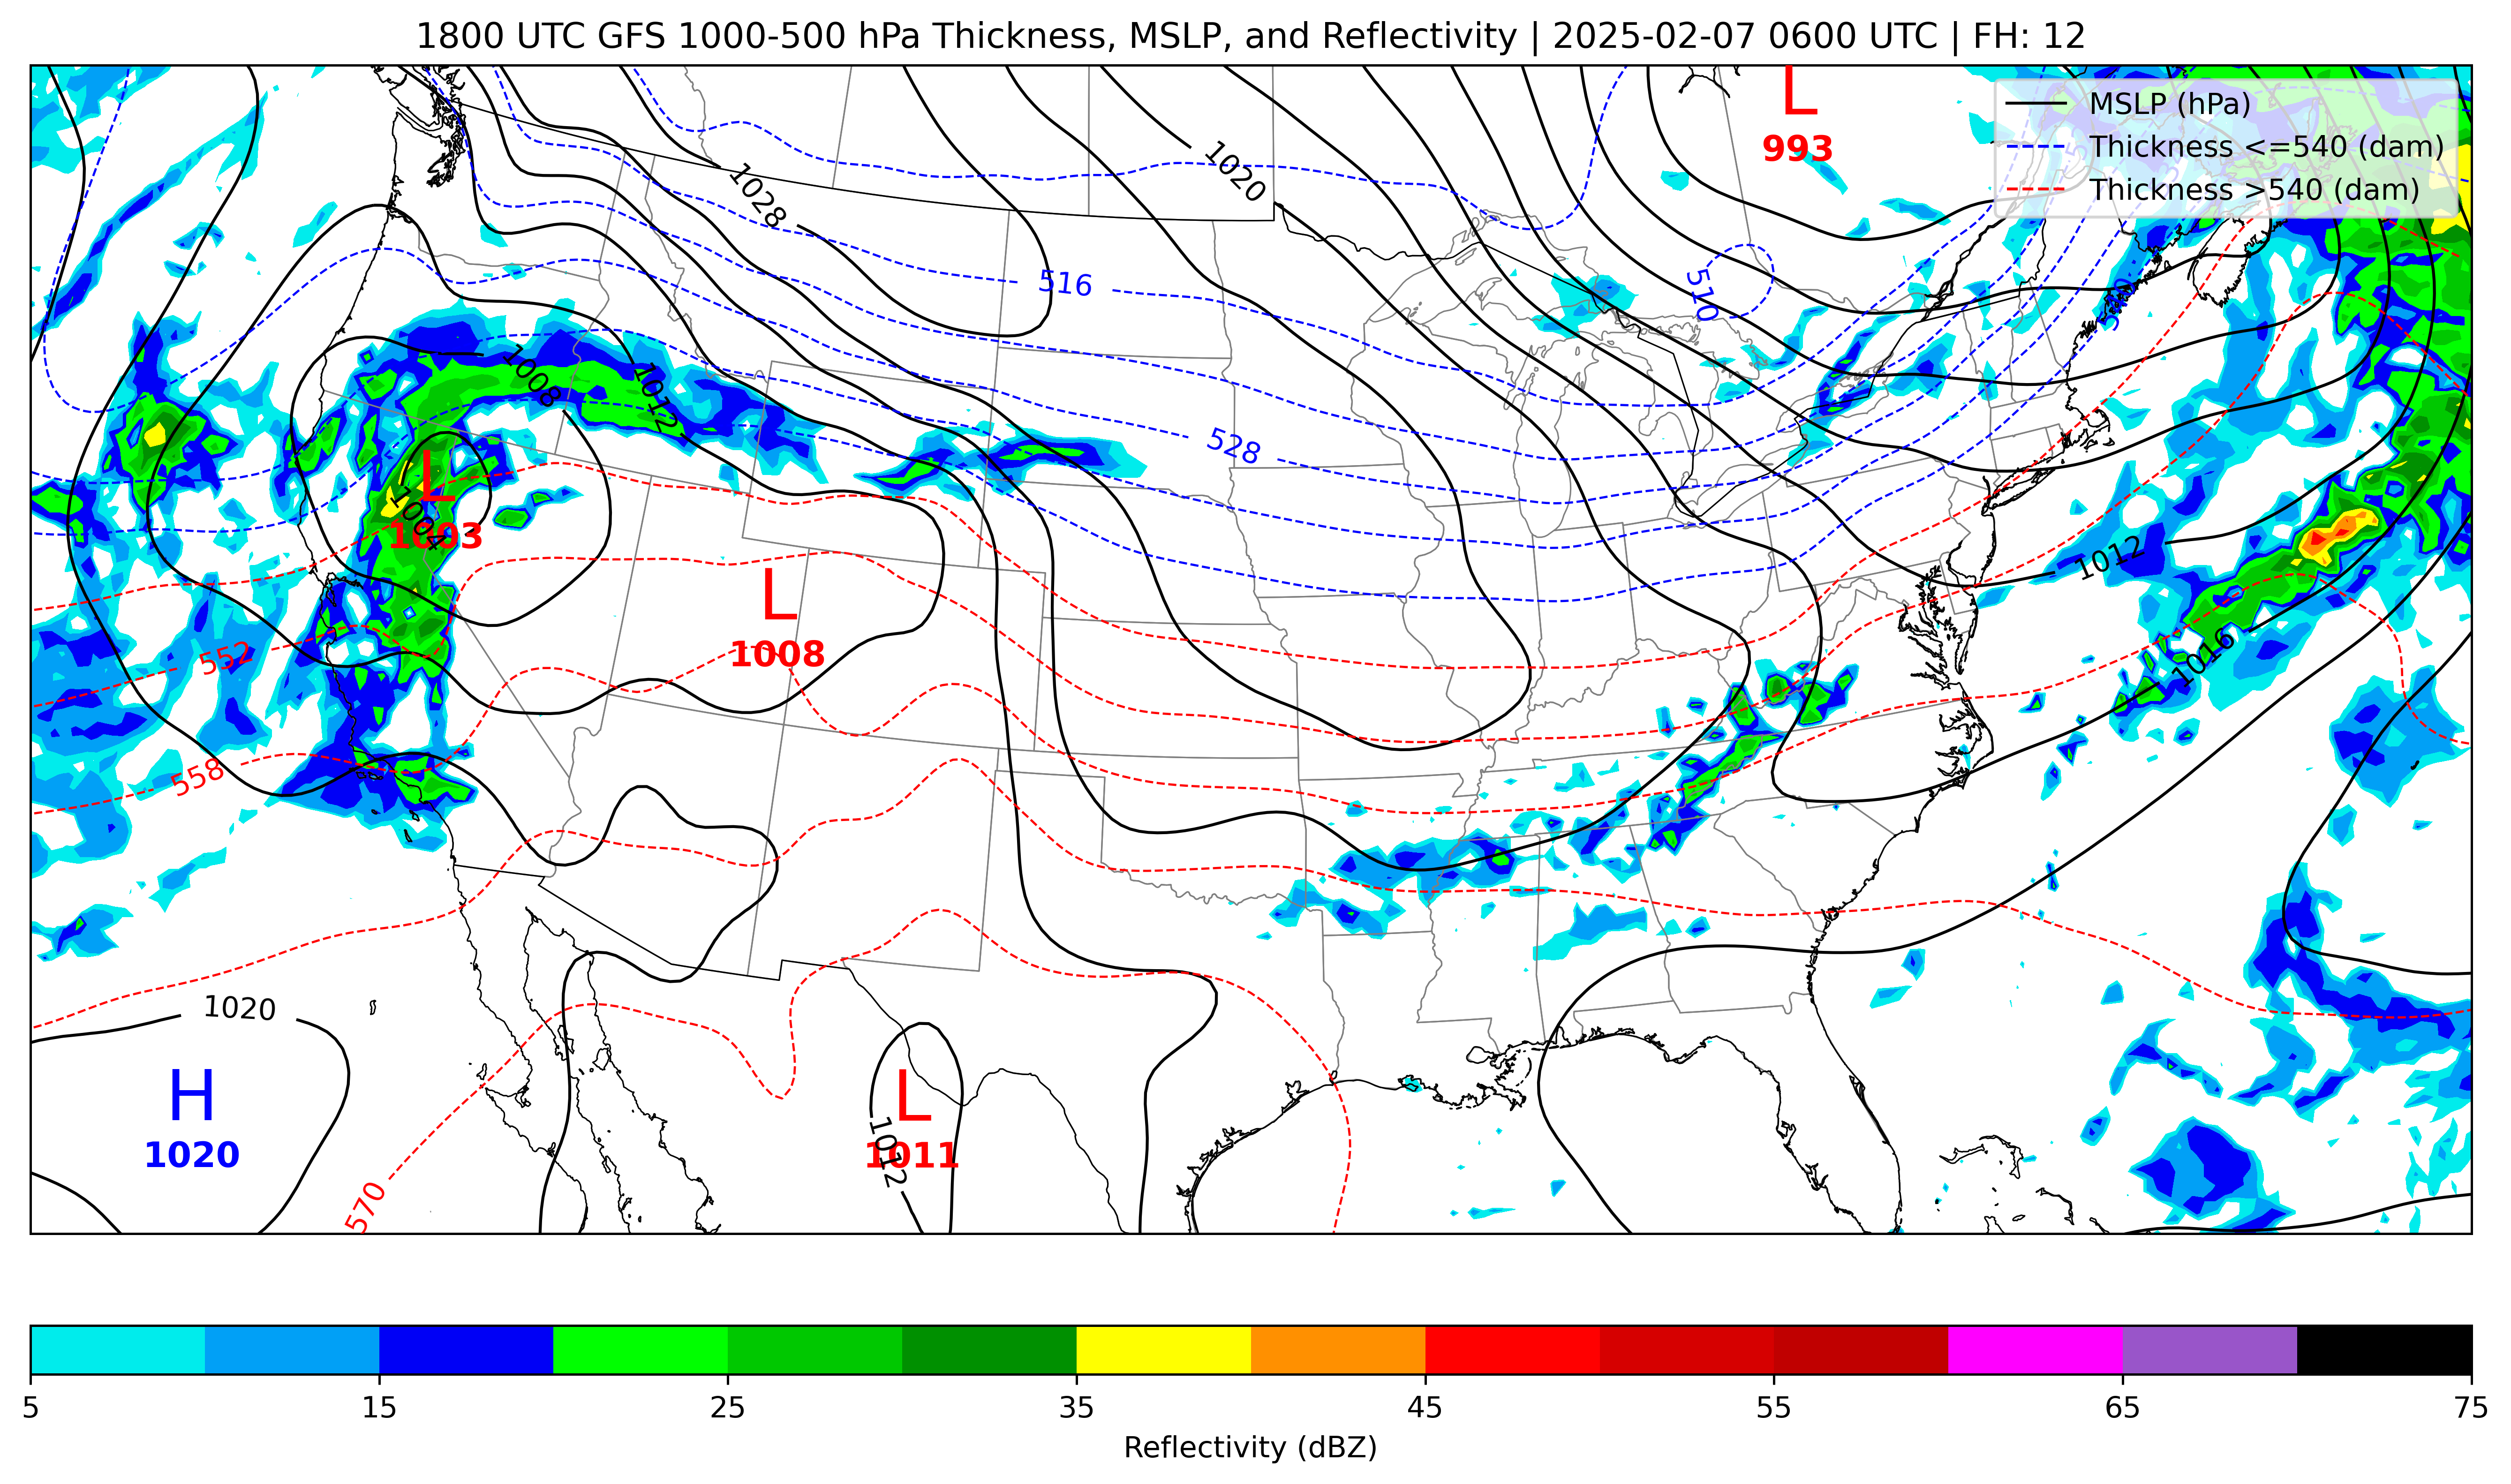 1800 UTC GFS 1000-500 hPa Thickness, MSLP, and Reflectivity | 2025-02-07 0600 UTC | FH: 12
MSLP (hPa)
Thickness <=540 (dam)
Thickness >540 (dam)
L
993
1020
1028
516
510
1008
1012
528
L
1004
1003
1012
L
1008
552
1016
558
1020
H
1020
L
1012
1011
570
5
15
25
35
45
55
65
75
Reflectivity (dBZ)